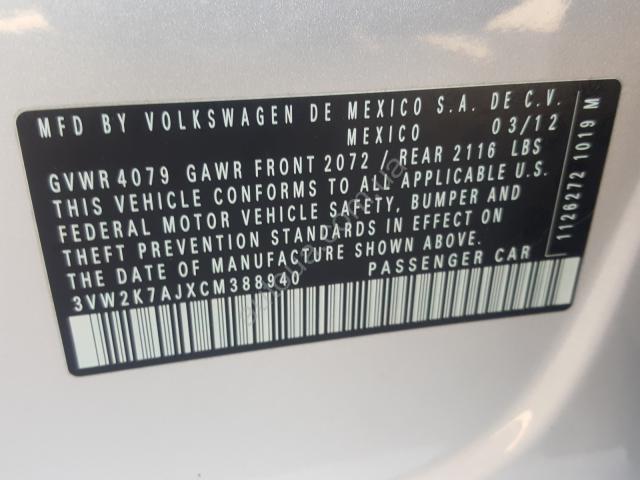 MFD BY VOLKSWAGEN DE MEXICO S.A. DE C.V.
MEXICO 03/12
GVWR 4079 GAWR FRONT 2072 / REAR 2116 LBS
THIS VEHICLE CONFORMS TO ALL APPLICABLE U.S.
FEDERAL MOTOR VEHICLE SAFETY, BUMPER AND
THEFT PREVENTION STANDARDS IN EFFECT ON
THE DATE OF MANUFACTURE SHOWN ABOVE.
3VW2K7AJXCM388940 PASSENGER CAR
1126272 1019 M